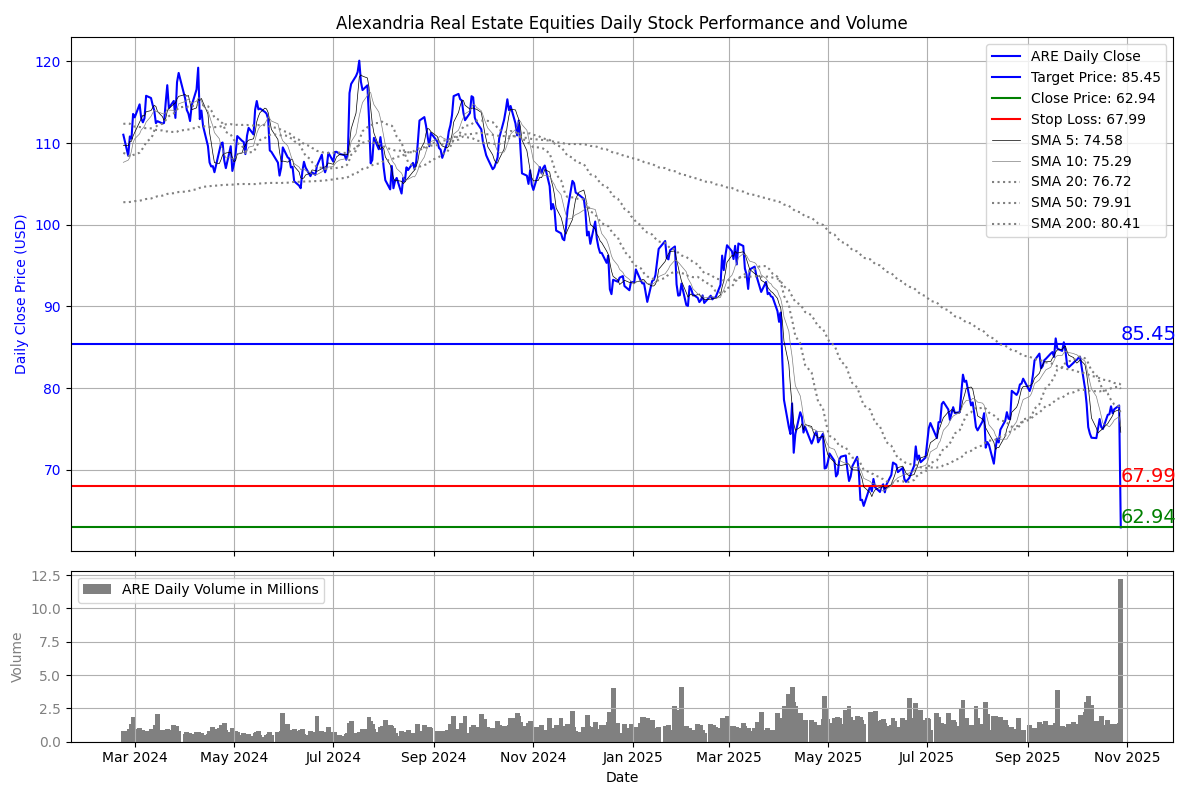 Alexandria Real Estate Equities Daily Stock Performance and Volume
Daily Close Price (USD)
120
110
100
90
80
70
ARE Daily Close
Target Price: 85.45
Close Price: 62.94
Stop Loss: 67.99
SMA 5: 74.58
SMA 10: 75.29
SMA 20: 76.72
SMA 50: 79.91
SMA 200: 80.41
85.45
67.99
62.94
Volume
12.5
10.0
7.5
5.0
2.5
0.0
ARE Daily Volume in Millions
Mar 2024 May 2024 Jul 2024 Sep 2024 Nov 2024 Jan 2025 Mar 2025 May 2025 Jul 2025 Sep 2025 Nov 2025
Date